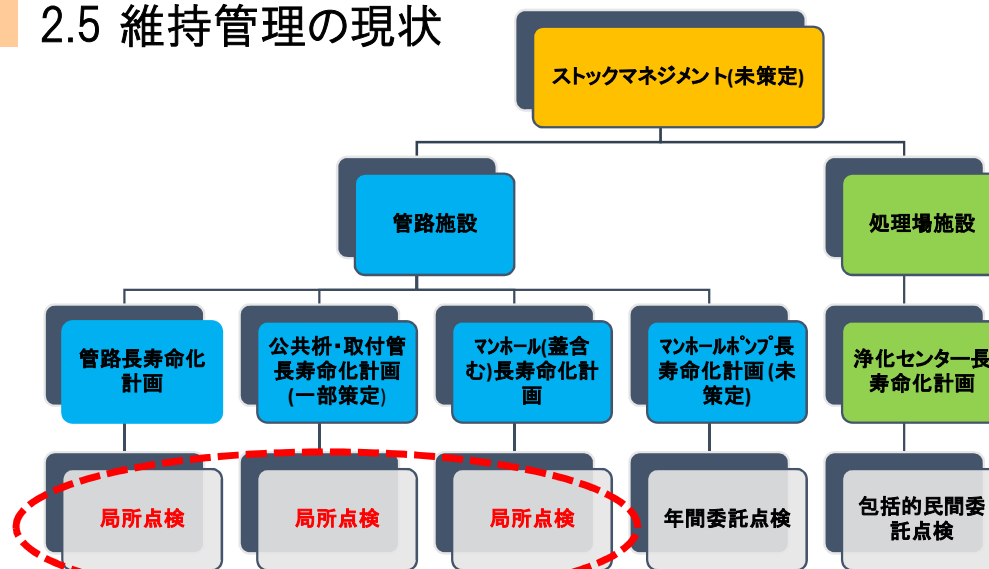 2.5 維持管理の現状
ストックマネジメント(未策定)
管路施設
処理場施設
管路長寿命化
計画
公共枡・取付管
長寿命化計画
(一部策定)
マンホール(蓋含
む)長寿命化計
画
マンホールポンプ長
寿命化計画(未
策定)
浄化センター長
寿命化計画
局所点検
局所点検
局所点検
年間委託点検
包括的民間委
託点検